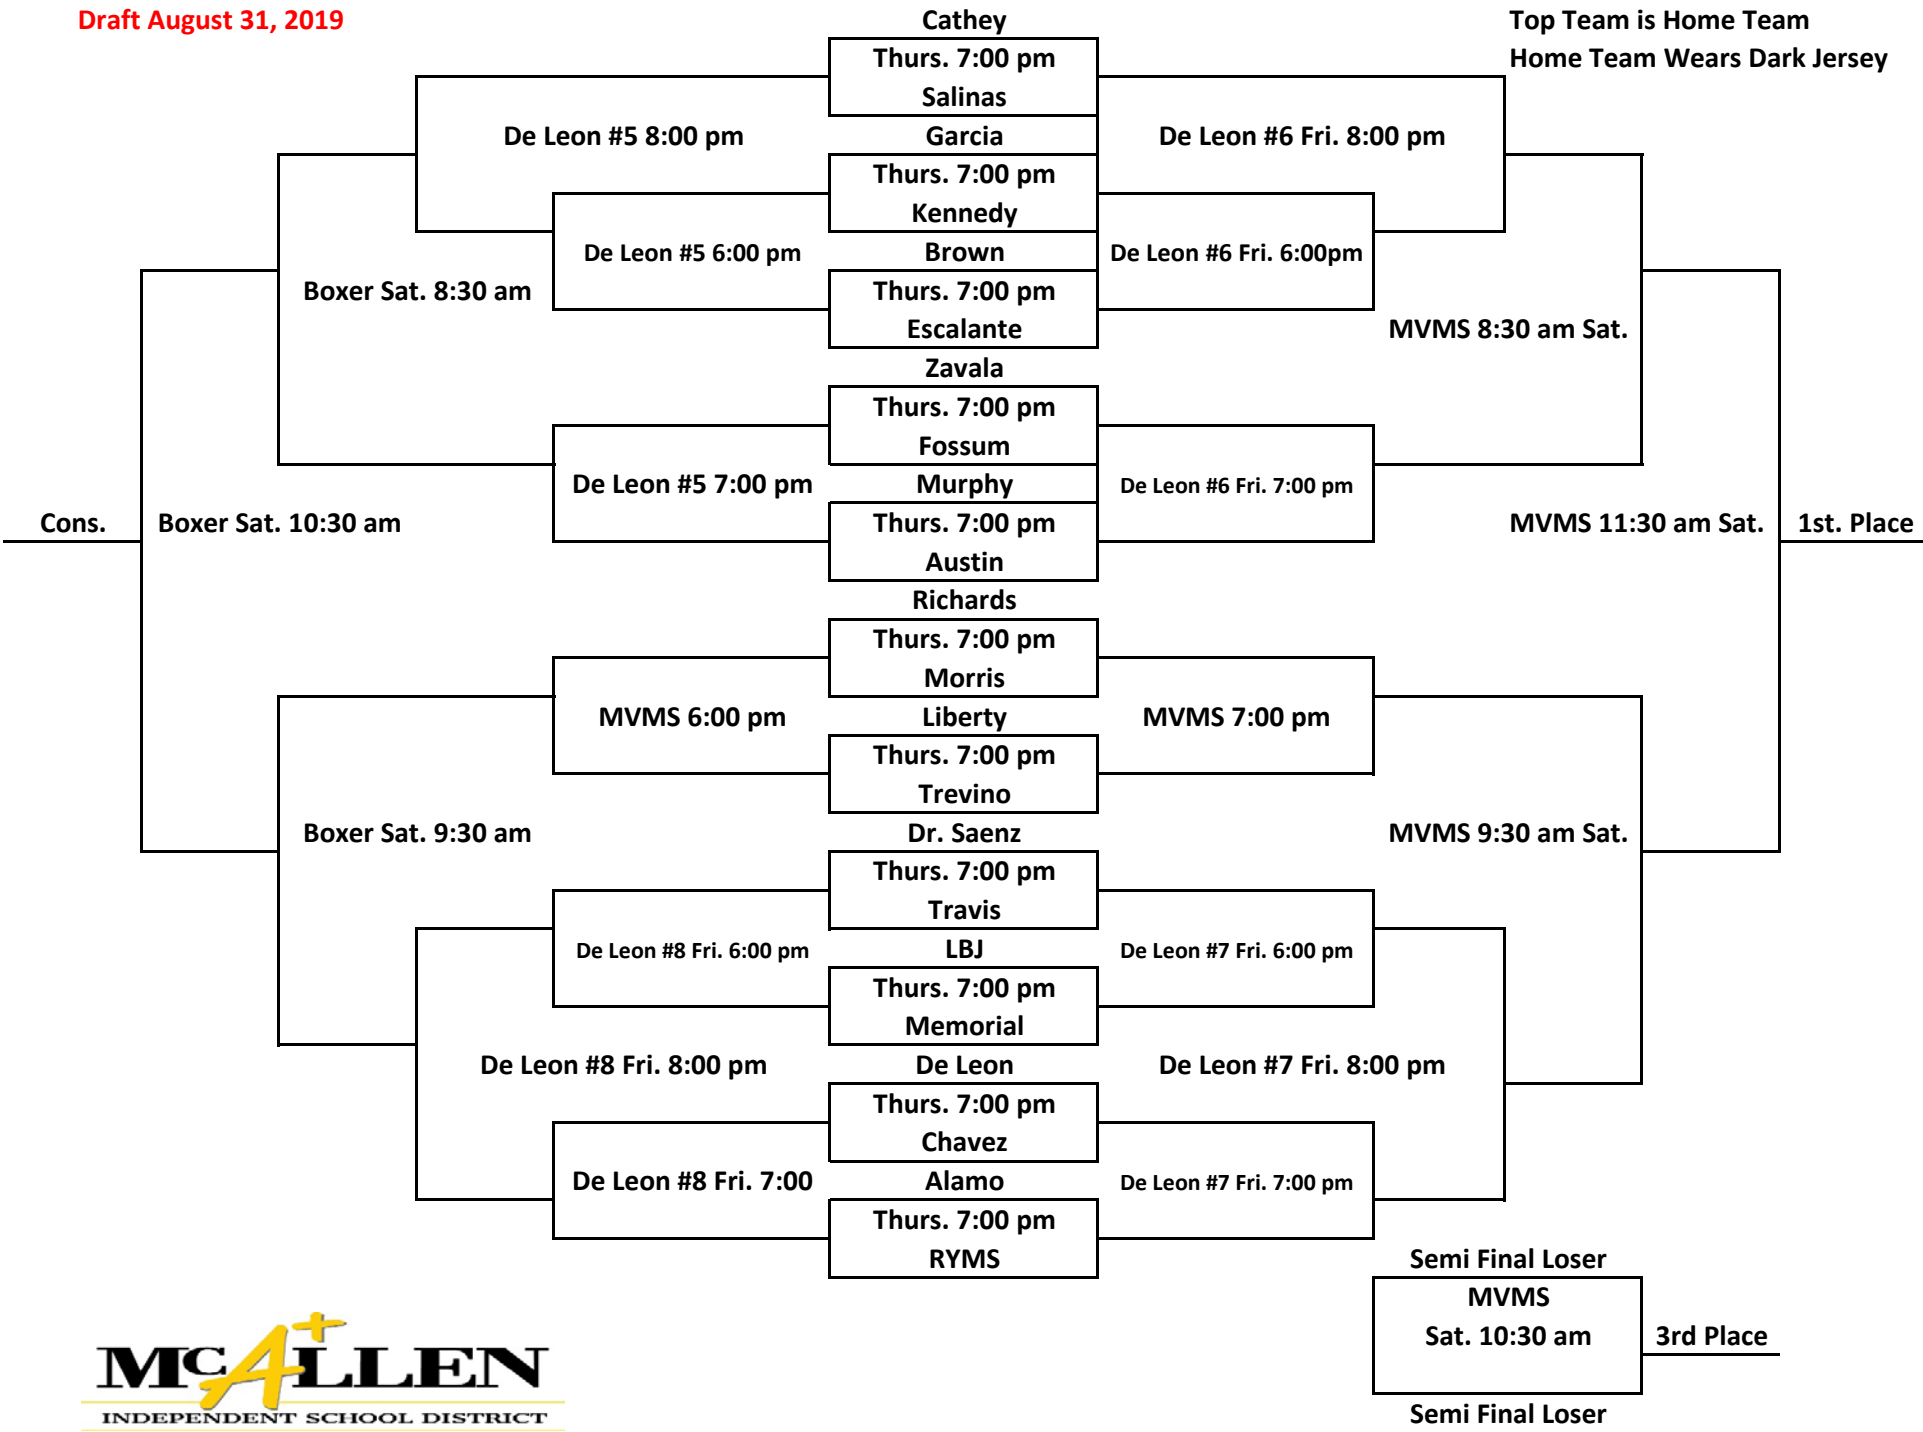 Draft August 31, 2019
Cathey
Top Team is Home Team
Thurs. 7:00 pm
Home Team Wears Dark Jersey
Salinas
De Leon #5 8:00 pm
Garcia
De Leon #6 Fri. 8:00 pm
Thurs. 7:00 pm
Kennedy
De Leon #5 6:00 pm
Brown
De Leon #6 Fri. 6:00pm
Boxer Sat. 8:30 am
Thurs. 7:00 pm
Escalante
MVMS 8:30 am Sat.
Zavala
Thurs. 7:00 pm
Fossum
De Leon #5 7:00 pm
Murphy
De Leon #6 Fri. 7:00 pm
Cons.
Boxer Sat. 10:30 am
Thurs. 7:00 pm
MVMS 11:30 am Sat.
1st. Place
Austin
Richards
Thurs. 7:00 pm
Morris
MVMS 6:00 pm
Liberty
MVMS 7:00 pm
Thurs. 7:00 pm
Trevino
Boxer Sat. 9:30 am
Dr. Saenz
MVMS 9:30 am Sat.
Thurs. 7:00 pm
Travis
De Leon #8 Fri. 6:00 pm
LBJ
De Leon #7 Fri. 6:00 pm
Thurs. 7:00 pm
Memorial
De Leon #8 Fri. 8:00 pm
De Leon
De Leon #7 Fri. 8:00 pm
Thurs. 7:00 pm
Chavez
De Leon #8 Fri. 7:00
Alamo
De Leon #7 Fri. 7:00 pm
Thurs. 7:00 pm
RYMS
Semi Final Loser
MVMS
Sat. 10:30 am
3rd Place
Semi Final Loser
McALLEN
INDEPENDENT SCHOOL DISTRICT